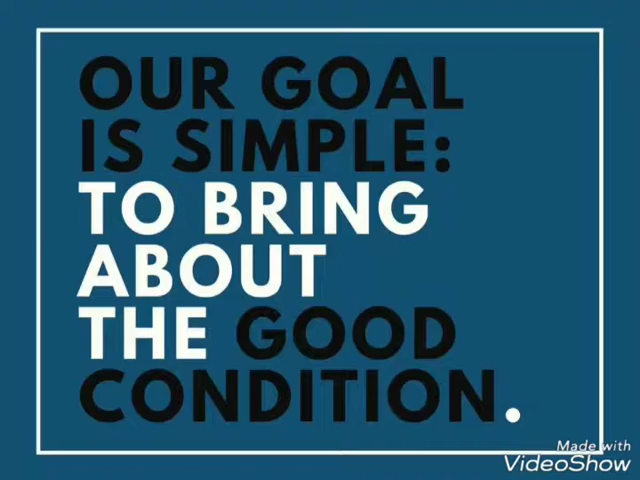 OUR GOAL
IS SIMPLE:
TO BRING
ABOUT
THE GOOD
CONDITION.
Made with
VideoShow